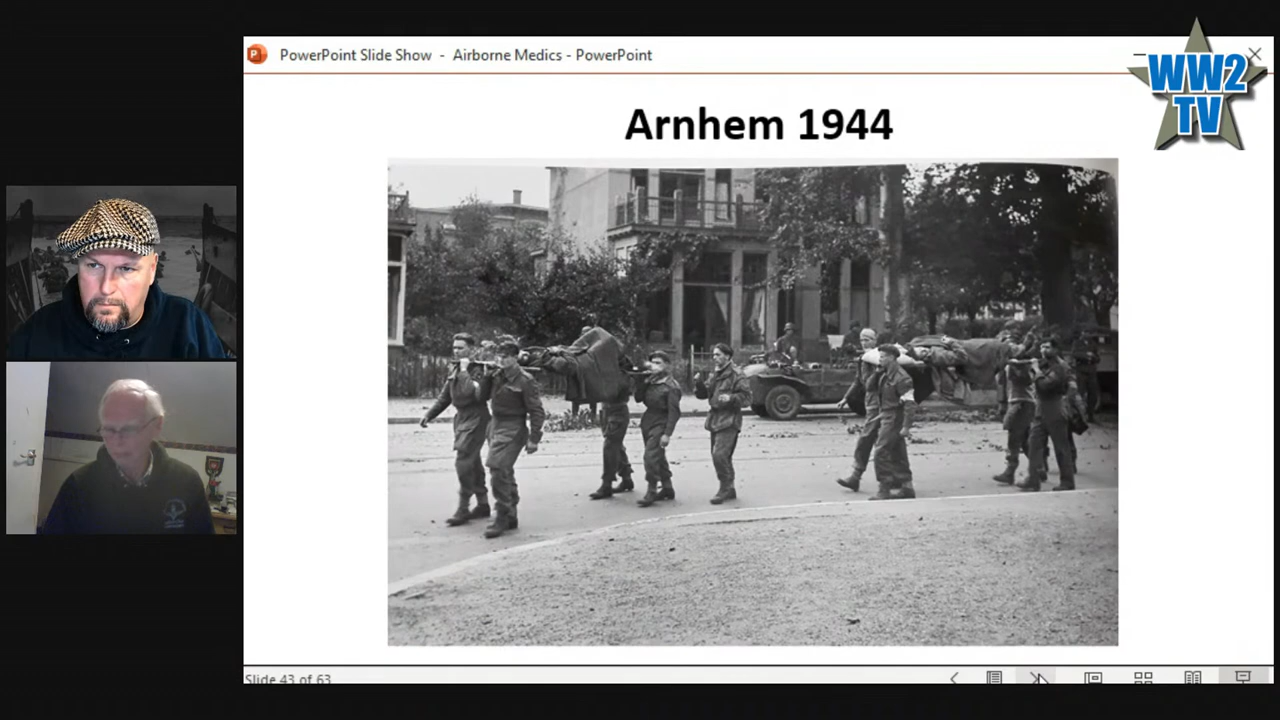 PowerPoint Slide Show - Airborne Medics - PowerPoint
WW2
TV
Arnhem 1944
Slide 43 of 63